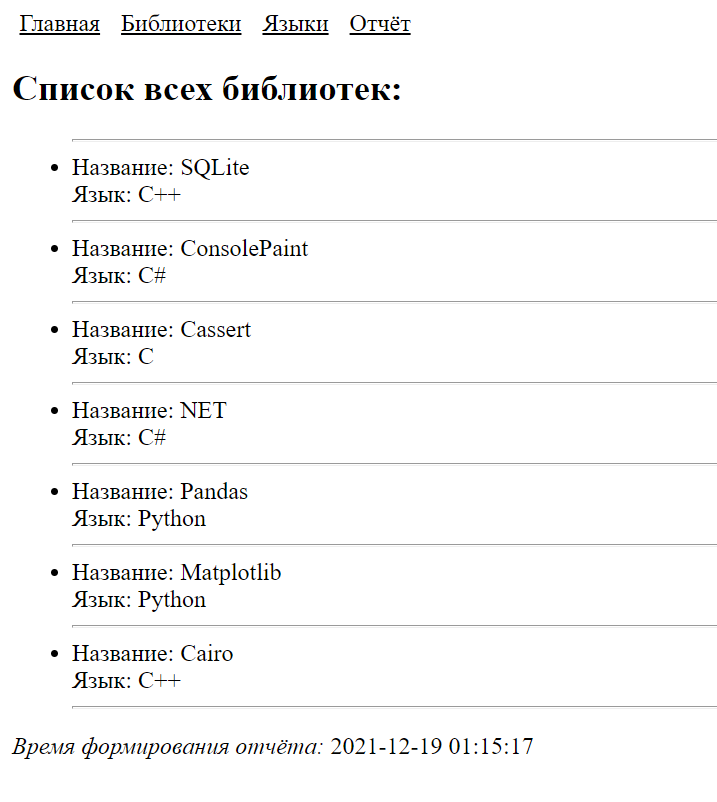 Главная Библиотеки Языки Отчёт
Список всех библиотек:
Название: SQLite
Язык: C++
Название: ConsolePaint
Язык: C#
Название: Cassert
Язык: C
Название: NET
Язык: C#
Название: Pandas
Язык: Python
Название: Matplotlib
Язык: Python
Название: Cairo
Язык: C++
Время формирования отчёта: 2021-12-19 01:15:17